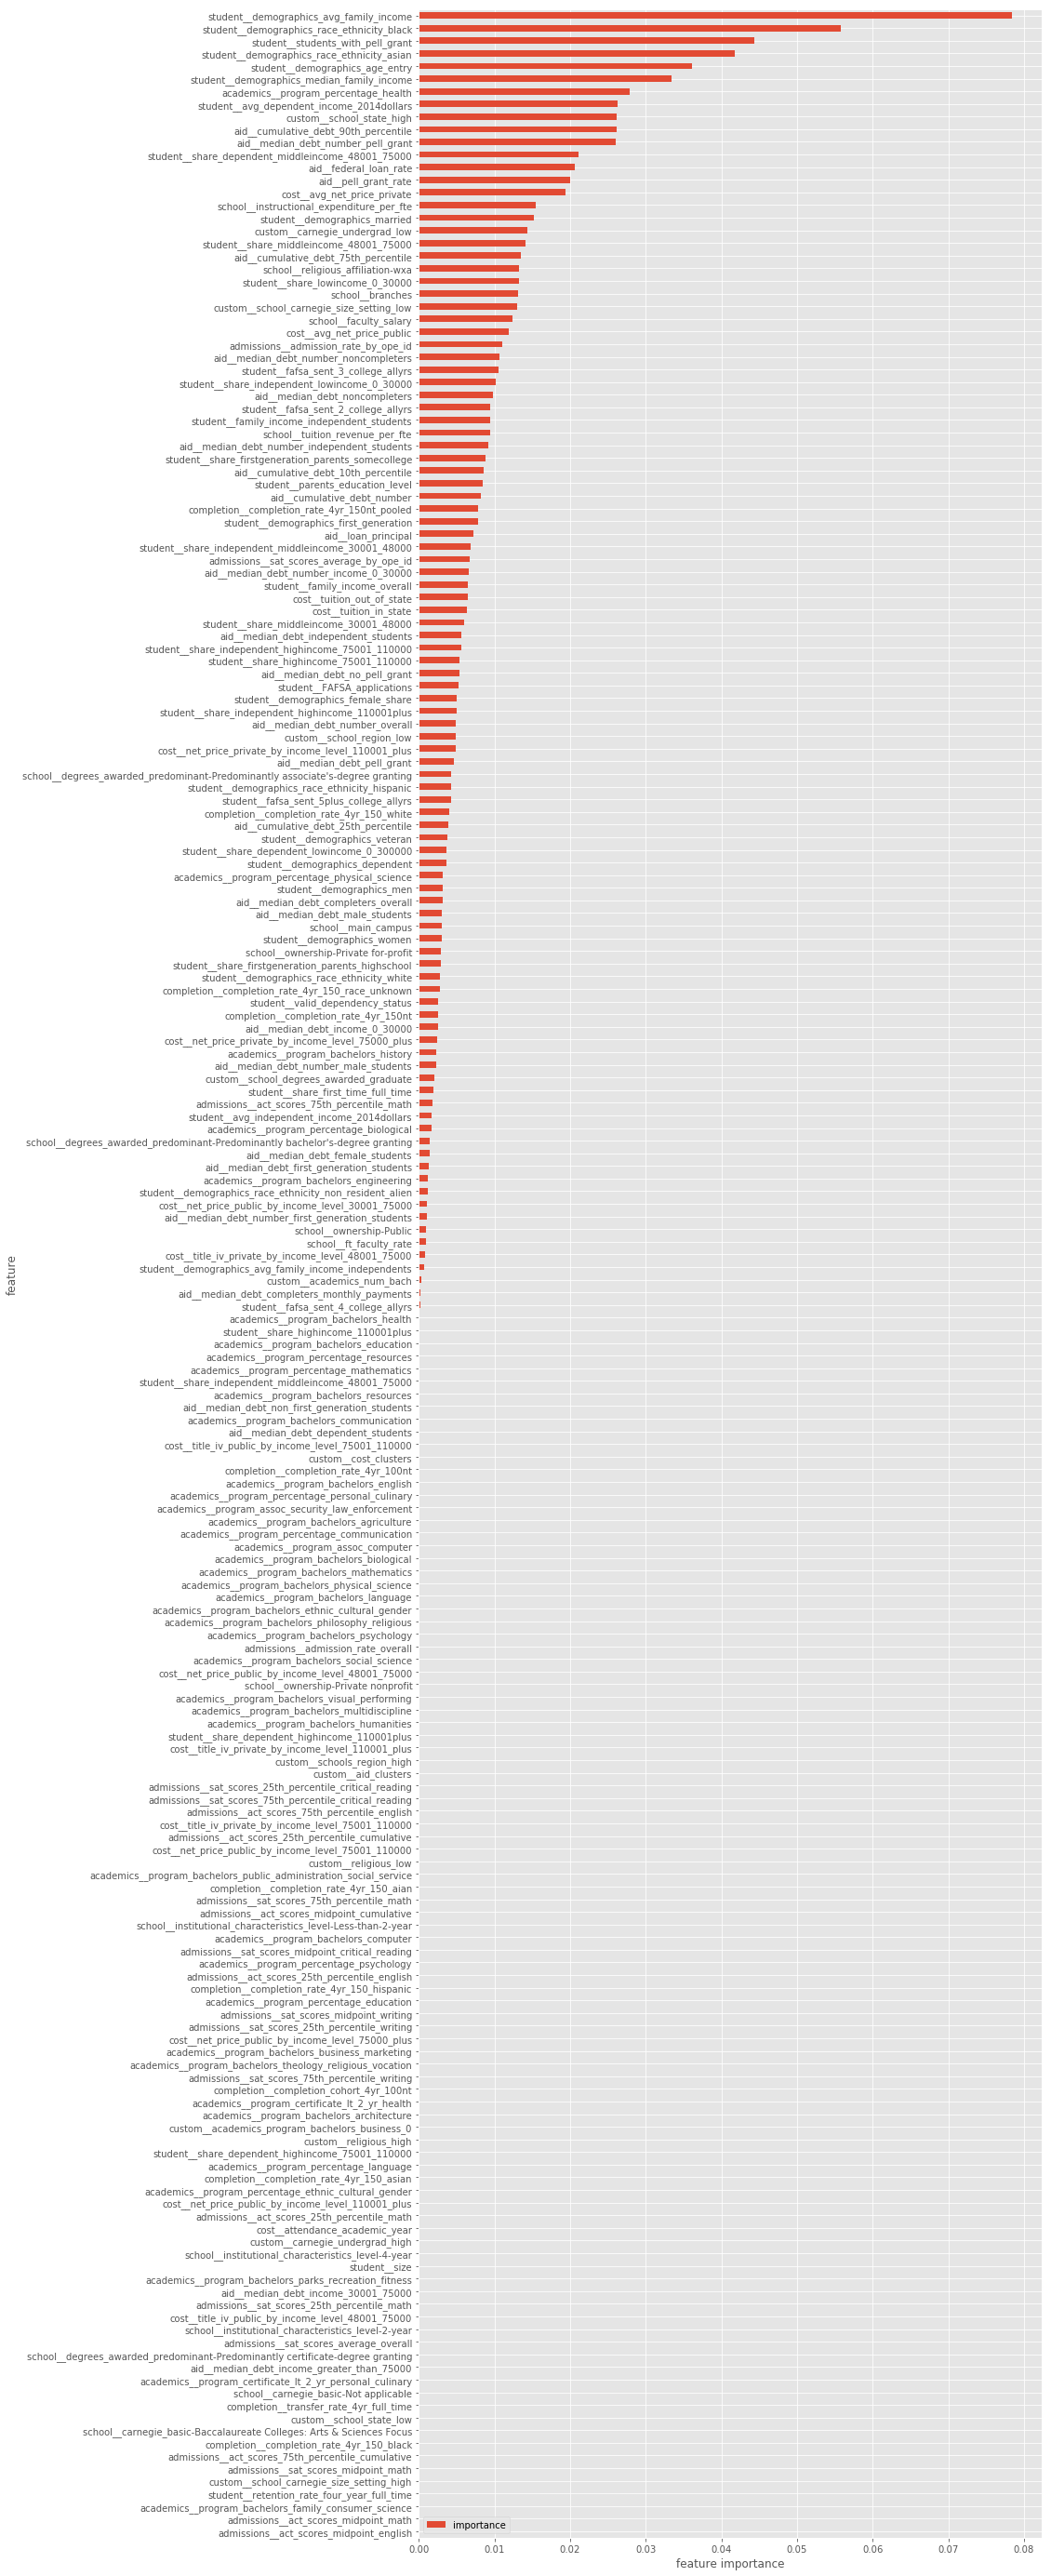 student__demographics_avg_family_income
student__demographics_race_ethnicity_black
student__students_with_pell_grant
student__demographics_race_ethnicity_asian
student__demographics_age_entry
student__demographics_median_family_income
academics__program_percentage_health
student__avg_dependent_income_2014dollars
custom__school_state_high
aid__cumulative_debt_90th_percentile
aid__median_debt_number_pell_grant
student__share_dependent_middleincome_48001_75000
aid__federal_loan_rate
aid__pell_grant_rate
cost__avg_net_price_private
school__instructional_expenditure_per_fte
student__demographics_married
custom__carnegie_undergrad_low
student__share_middleincome_48001_75000
aid__cumulative_debt_75th_percentile
school__religious_affiliation-wxa
student__share_lowincome_0_30000
school__branches
custom__school_carnegie_size_setting_low
school__faculty_salary
cost__avg_net_price_public
admissions__admission_rate_by_ope_id
aid__median_debt_number_noncompleters
student__fafsa_sent_3_college_allyrs
student__share_independent_lowincome_0_30000
aid__median_debt_noncompleters
student__fafsa_sent_2_college_allyrs
student__family_income_independent_students
school__tuition_revenue_per_fte
aid__median_debt_number_independent_students
student__share_firstgeneration_parents_somecollege
aid__cumulative_debt_10th_percentile
student__parents_education_level
aid__cumulative_debt_number
completion__completion_rate_4yr_150nt_pooled
student__demographics_first_generation
aid__loan_principal
student__share_independent_middleincome_30001_48000
admissions__sat_scores_average_by_ope_id
aid__median_debt_number_income_0_30000
student__family_income_overall
cost__tuition_out_of_state
cost__tuition_in_state
student__share_middleincome_30001_48000
aid__median_debt_independent_students
student__share_independent_highincome_75001_110000
student__share_highincome_75001_110000
aid__median_debt_no_pell_grant
student__FAFSA_applications
student__demographics_female_share
student__share_independent_highincome_110001plus
aid__median_debt_number_overall
custom__school_region_low
cost__net_price_private_by_income_level_110001_plus
aid__median_debt_pell_grant
school__degrees_awarded_predominant-Predominantly associate's-degree granting
student__demographics_race_ethnicity_hispanic
student__fafsa_sent_5plus_college_allyrs
completion__completion_rate_4yr_150_white
aid__cumulative_debt_25th_percentile
student__demographics_veteran
student__share_dependent_lowincome_0_300000
student__demographics_dependent
academics__program_percentage_physical_science
student__demographics_men
aid__median_debt_completers_overall
aid__median_debt_male_students
school__main_campus
student__demographics_women
school__ownership-Private for-profit
student__share_firstgeneration_parents_highschool
student__demographics_race_ethnicity_white
completion__completion_rate_4yr_150_race_unknown
student__valid_dependency_status
completion__completion_rate_4yr_150nt
aid__median_debt_income_0_30000
cost__net_price_private_by_income_level_75000_plus
academics__program_bachelors_history
aid__median_debt_number_male_students
custom__school_degrees_awarded_graduate
student__share_first_time_full_time
admissions__act_scores_75th_percentile_math
student__avg_independent_income_2014dollars
academics__program_percentage_biological
school__degrees_awarded_predominant-Predominantly bachelor's-degree granting
aid__median_debt_female_students
aid__median_debt_first_generation_students
academics__program_bachelors_engineering
student__demographics_race_ethnicity_non_resident_alien
cost__net_price_public_by_income_level_30001_75000
aid__median_debt_number_first_generation_students
school__ownership-Public
school__ft_faculty_rate
cost__title_iv_private_by_income_level_48001_75000
student__demographics_avg_family_income_independents
custom__academics_num_bach
aid__median_debt_completers_monthly_payments
student__fafsa_sent_4_college_allyrs
academics__program_bachelors_health
student__share_highincome_110001plus
academics__program_bachelors_education
academics__program_percentage_resources
academics__program_percentage_mathematics
student__share_independent_middleincome_48001_75000
academics__program_bachelors_resources
aid__median_debt_non_first_generation_students
academics__program_bachelors_communication
aid__median_debt_dependent_students
cost__title_iv_public_by_income_level_75001_110000
custom__cost_clusters
completion__completion_rate_4yr_100nt
academics__program_bachelors_english
academics__program_percentage_personal_culinary
academics__program_assoc_security_law_enforcement
academics__program_bachelors_agriculture
academics__program_percentage_communication
academics__program_assoc_computer
academics__program_bachelors_biological
academics__program_bachelors_mathematics
academics__program_bachelors_physical_science
academics__program_bachelors_language
academics__program_bachelors_ethnic_cultural_gender
academics__program_bachelors_philosophy_religious
academics__program_bachelors_psychology
admissions__admission_rate_overall
academics__program_bachelors_social_science
cost__net_price_public_by_income_level_48001_75000
school__ownership-Private nonprofit
academics__program_bachelors_visual_performing
academics__program_bachelors_multidiscipline
academics__program_bachelors_humanities
student__share_dependent_highincome_110001plus
cost__title_iv_private_by_income_level_110001_plus
custom__schools_region_high
custom__aid_clusters
admissions__sat_scores_25th_percentile_critical_reading
admissions__sat_scores_75th_percentile_critical_reading
admissions__act_scores_75th_percentile_english
cost__title_iv_private_by_income_level_75001_110000
admissions__act_scores_25th_percentile_cumulative
cost__net_price_public_by_income_level_75001_110000
custom__religious_low
academics__program_bachelors_public_administration_social_service
completion__completion_rate_4yr_150_aian
admissions__sat_scores_75th_percentile_math
admissions__act_scores_midpoint_cumulative
school__institutional_characteristics_level-Less-than-2-year
academics__program_bachelors_computer
admissions__sat_scores_midpoint_critical_reading
academics__program_percentage_psychology
admissions__act_scores_25th_percentile_english
completion__completion_rate_4yr_150_hispanic
academics__program_percentage_education
admissions__sat_scores_midpoint_writing
admissions__sat_scores_25th_percentile_writing
cost__net_price_public_by_income_level_75000_plus
academics__program_bachelors_business_marketing
academics__program_bachelors_theology_religious_vocation
admissions__sat_scores_75th_percentile_writing
completion__completion_cohort_4yr_100nt
academics__program_certificate_lt_2_yr_health
academics__program_bachelors_architecture
custom__academics_program_bachelors_business_0
custom__religious_high
student__share_dependent_highincome_75001_110000
academics__program_percentage_language
completion__completion_rate_4yr_150_asian
academics__program_percentage_ethnic_cultural_gender
cost__net_price_public_by_income_level_110001_plus
admissions__act_scores_25th_percentile_math
cost__attendance_academic_year
custom__carnegie_undergrad_high
school__institutional_characteristics_level-4-year
student__size
academics__program_bachelors_parks_recreation_fitness
aid__median_debt_income_30001_75000
admissions__sat_scores_25th_percentile_math
cost__title_iv_public_by_income_level_48001_75000
school__institutional_characteristics_level-2-year
admissions__sat_scores_average_overall
school__degrees_awarded_predominant-Predominantly certificate-degree granting
aid__median_debt_income_greater_than_75000
academics__program_certificate_lt_2_yr_personal_culinary
school__carnegie_basic-Not applicable
completion__transfer_rate_4yr_full_time
custom__school_state_low
school__carnegie_basic-Baccalaureate Colleges: Arts & Sciences Focus
completion__completion_rate_4yr_150_black
admissions__act_scores_75th_percentile_cumulative
admissions__sat_scores_midpoint_math
custom__school_carnegie_size_setting_high
student__retention_rate_four_year_full_time
academics__program_bachelors_family_consumer_science
admissions__act_scores_midpoint_math
admissions__act_scores_midpoint_english
feature
importance
0.00 0.01 0.02 0.03 0.04 0.05 0.06 0.07 0.08
feature importance